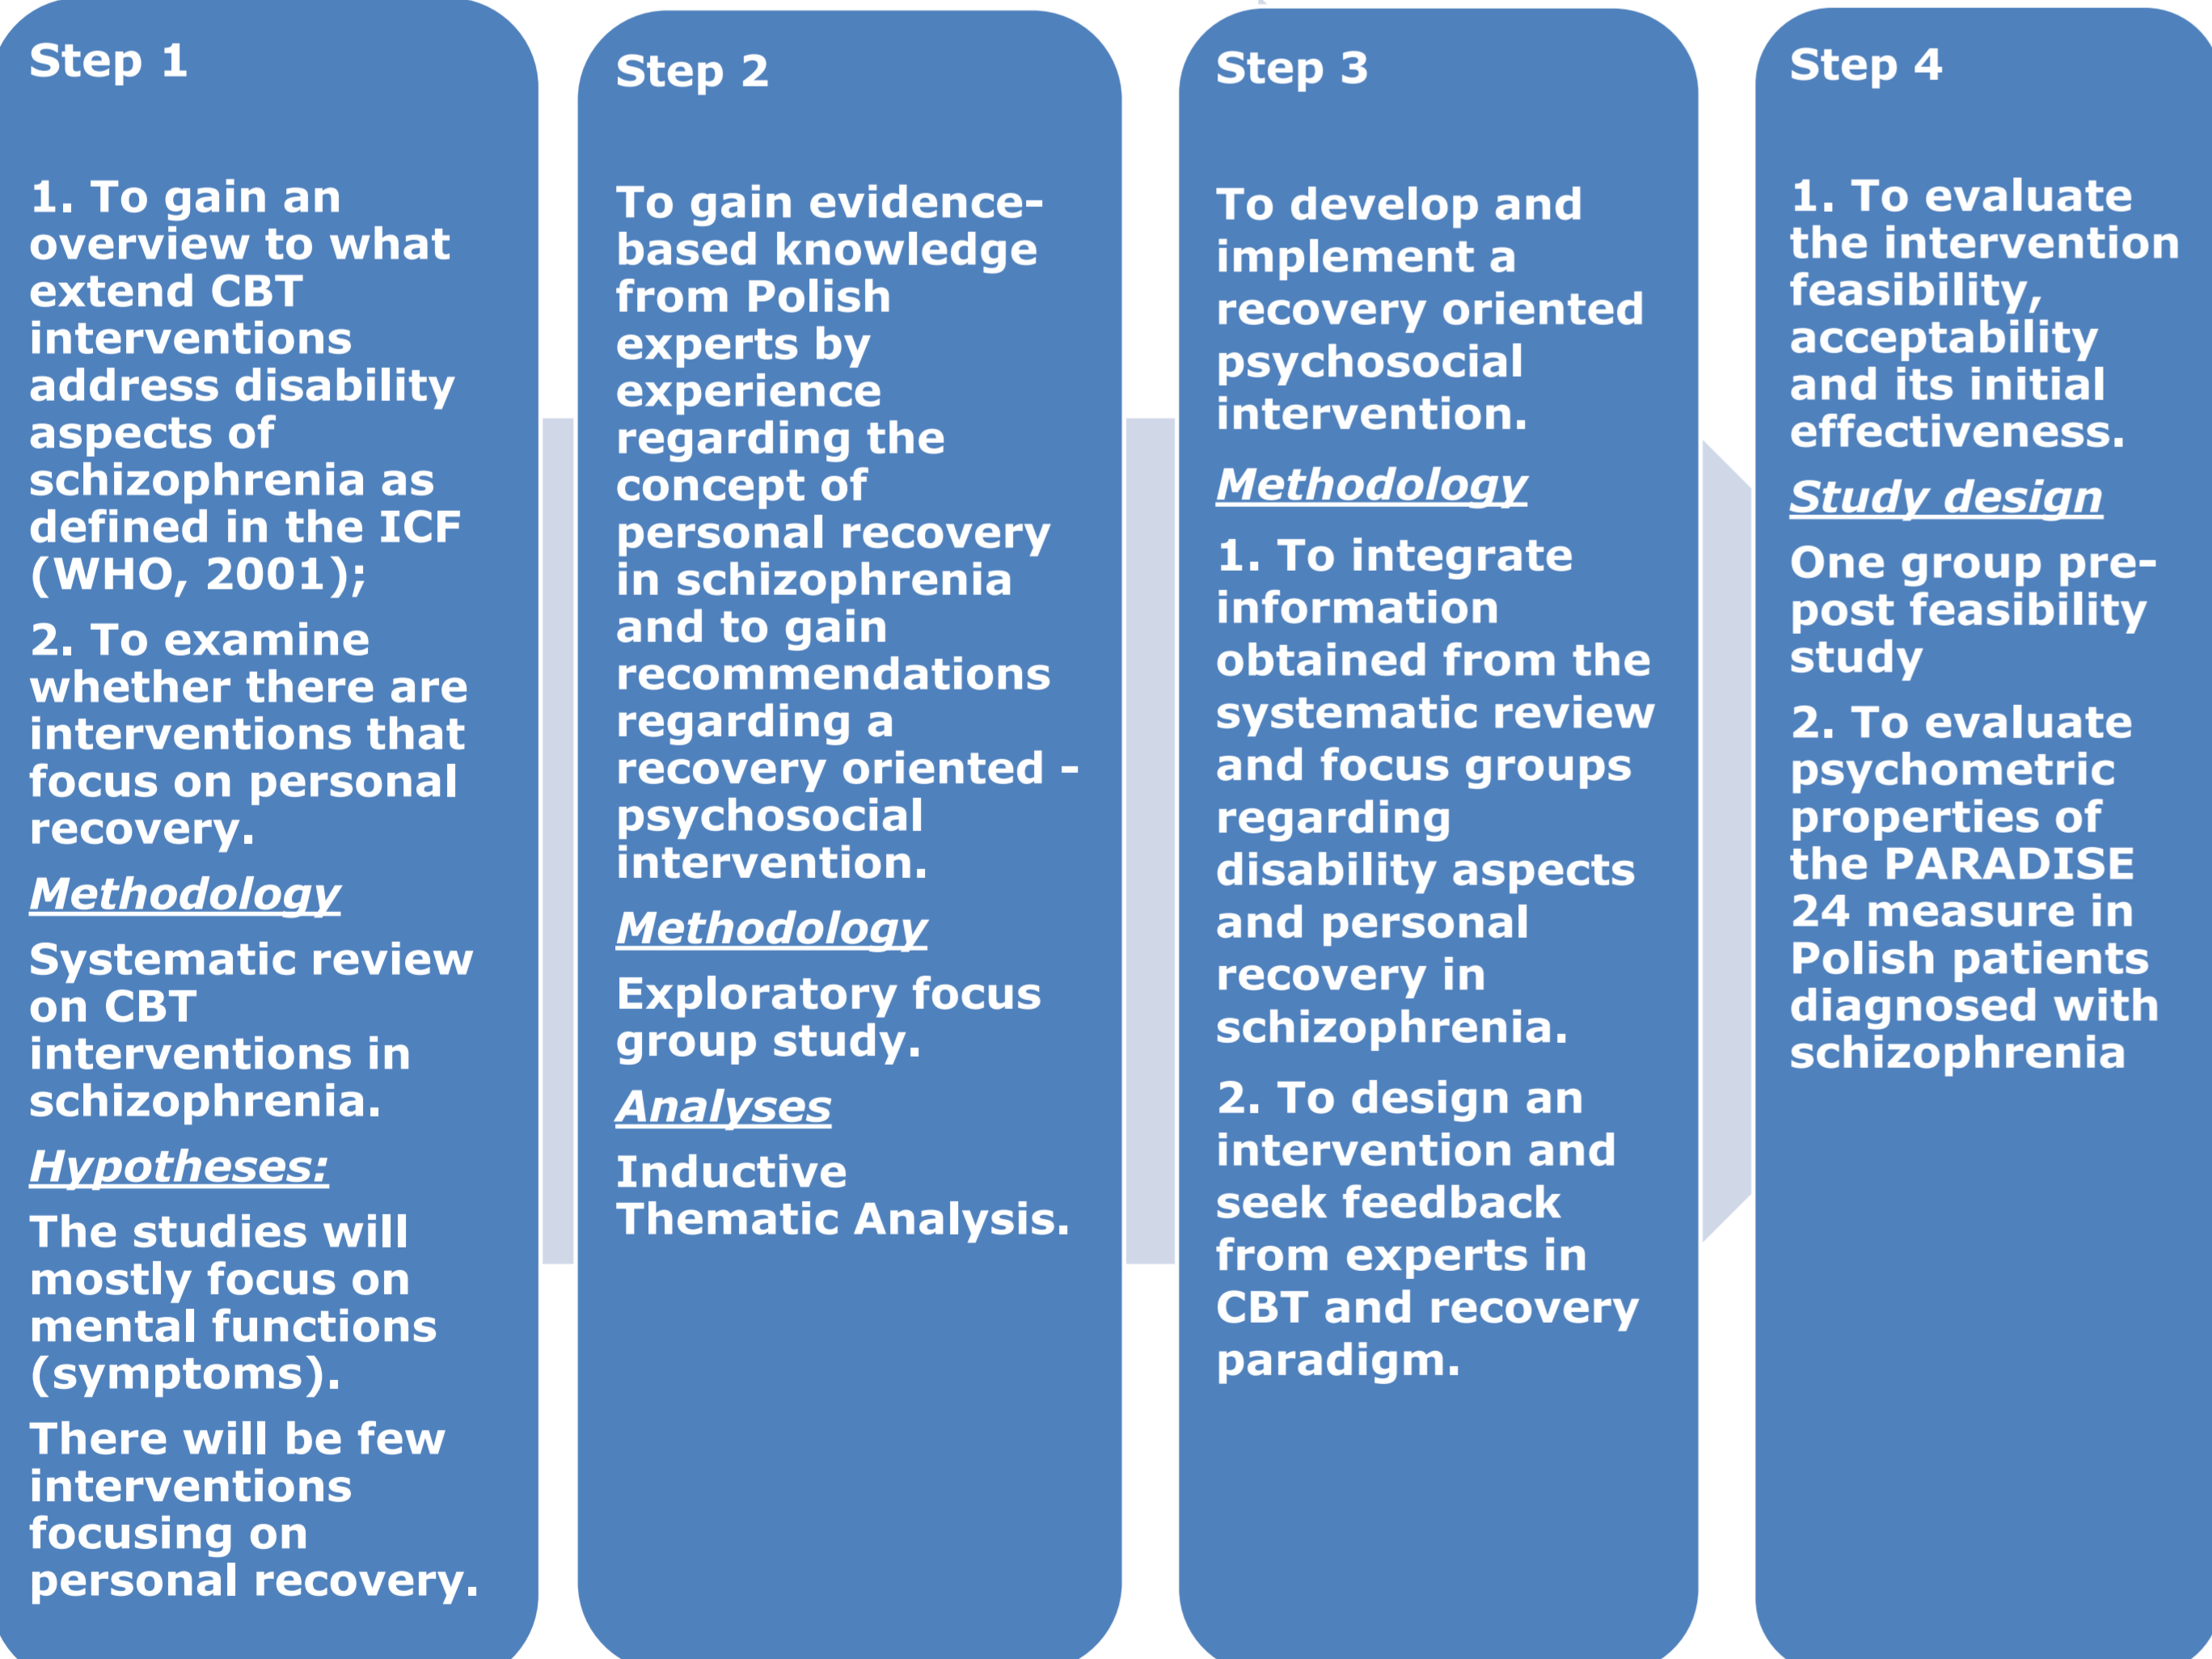 Step 1
1. To gain an
overview to what
extend CBT
interventions
address disability
aspects of
schizophrenia as
defined in the ICF
(WHO, 2001);
2. To examine
whether there are
interventions that
focus on personal
recovery.
Methodology
Systematic review
on CBT
interventions in
schizophrenia.
Hypotheses:
The studies will
mostly focus on
mental functions
(symptoms).
There will be few
interventions
focusing on
personal recovery.
Step 2
To gain evidence-
based knowledge
from Polish
experts by
experience
regarding the
concept of
personal recovery
in schizophrenia
and to gain
recommendations
regarding a
recovery oriented -
psychosocial
intervention.
Methodology
Exploratory focus
group study.
Analyses
Inductive
Thematic Analysis.
Step 3
To develop and
implement a
recovery oriented
psychosocial
intervention.
Methodology
1. To integrate
information
obtained from the
systematic review
and focus groups
regarding
disability aspects
and personal
recovery in
schizophrenia.
2. To design an
intervention and
seek feedback
from experts in
CBT and recovery
paradigm.
Step 4
1. To evaluate
the intervention
feasibility,
acceptability
and its initial
effectiveness.
Study design
One group pre-
post feasibility
study
2. To evaluate
psychometric
properties of
the PARADISE
24 measure in
Polish patients
diagnosed with
schizophrenia